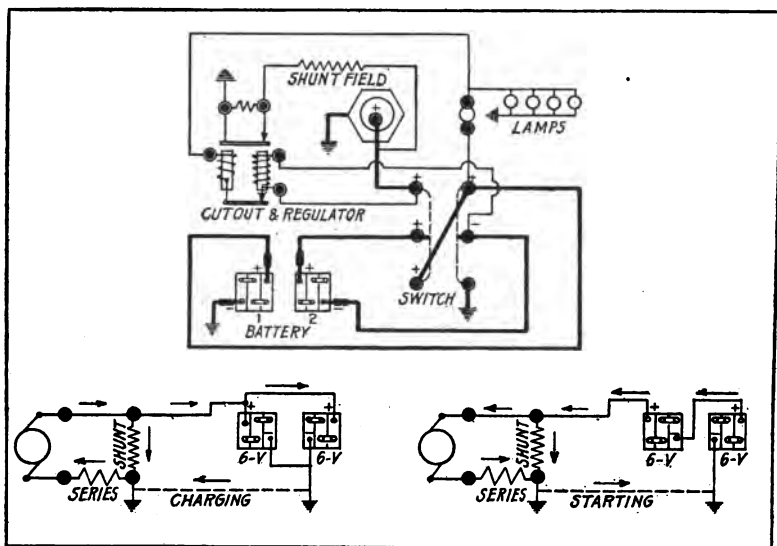 SHUNT FIELD
+
LAMPS
+
+
CUTOUT & REGULATOR
+
-
+
+
+
-
+
-
SWITCH
1
2
BATTERY
+
-
+
SHUNT
6-V
6-V
SERIES
CHARGING
+
-
+
SHUNT
6-V
6-V
SERIES
STARTING